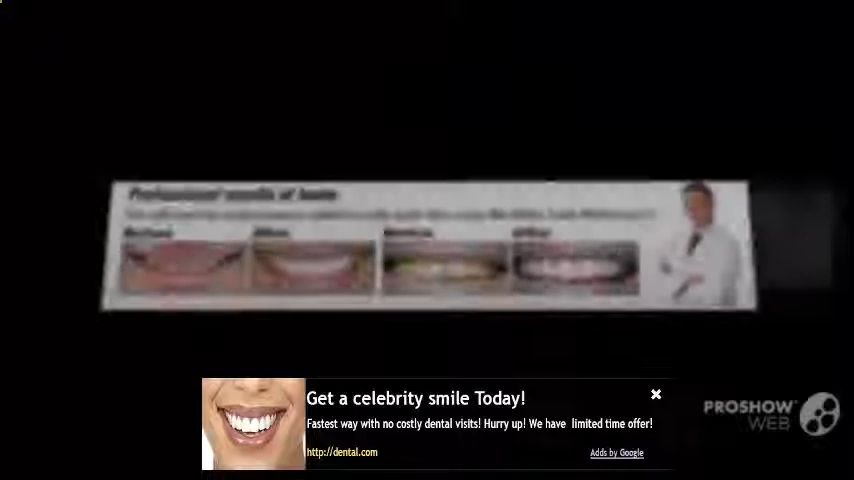 Professional results at home
Before After Before After
Get a celebrity smile Today!
Fastest way with no costly dental visits! Hurry up! We have limited time offer!
http://dental.com
Adds by Google
PROSHOW
WEB